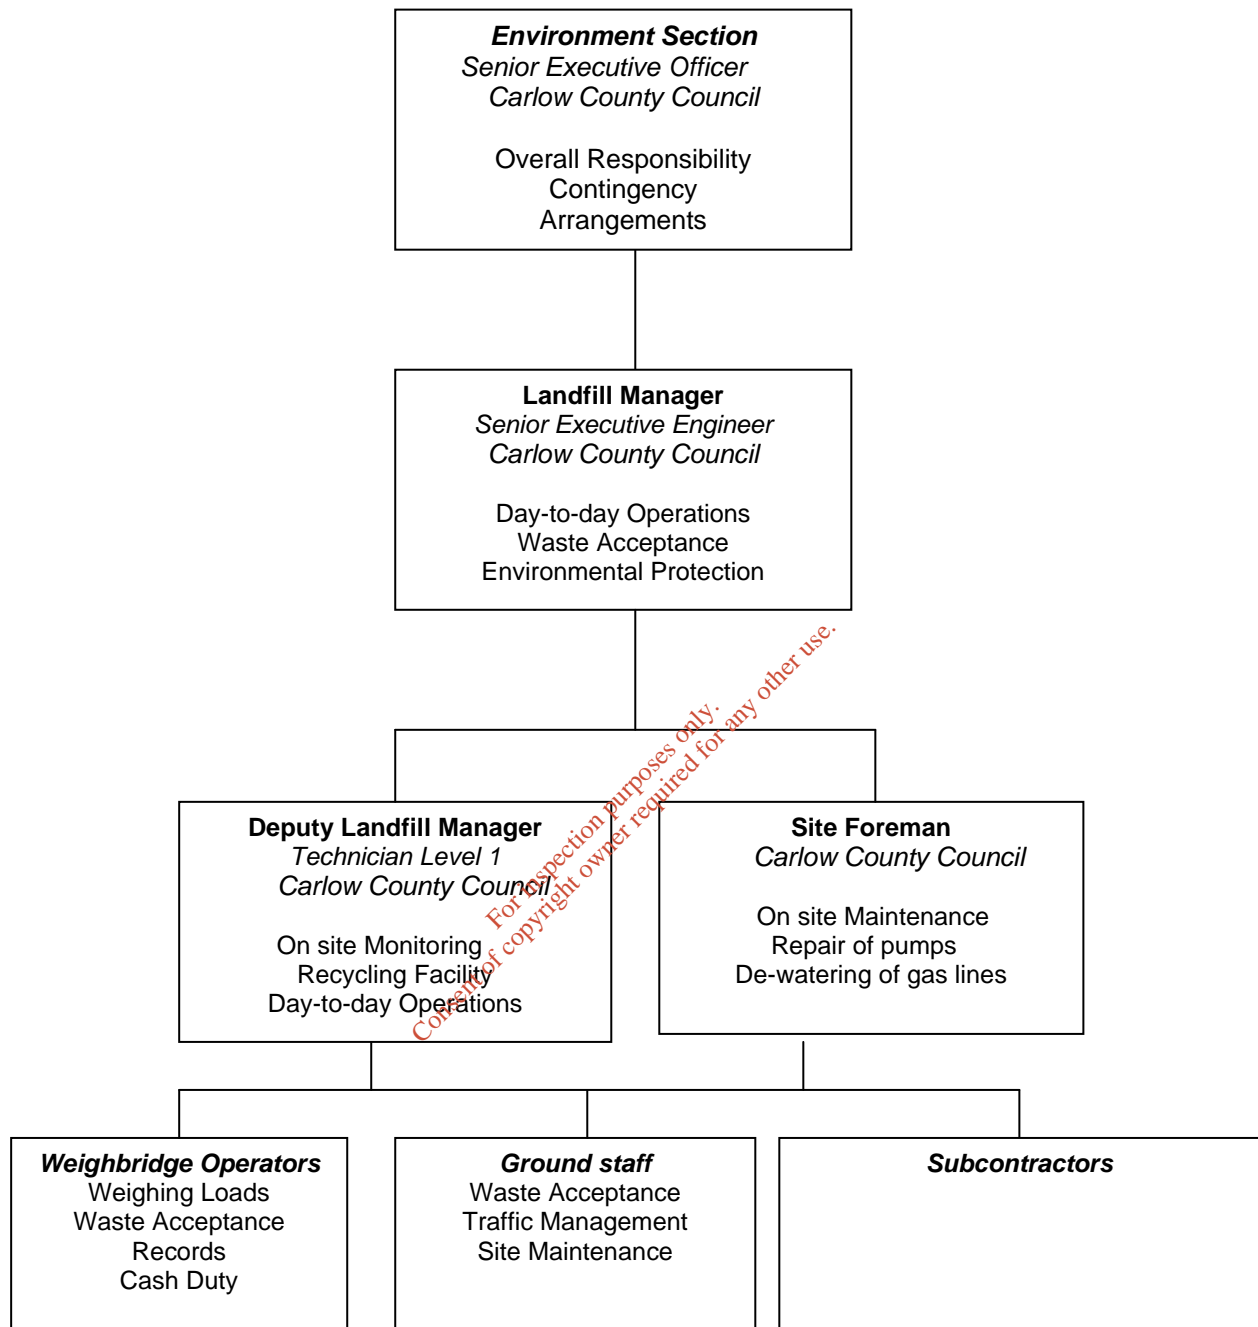 Environment Section
Senior Executive Officer
Carlow County Council
Overall Responsibility
Contingency
Arrangements
Landfill Manager
Senior Executive Engineer
Carlow County Council
Day-to-day Operations
Waste Acceptance
Environmental Protection
Deputy Landfill Manager
Technician Level 1
Carlow County Council
On site Monitoring
Recycling Facility
Day-to-day Operations
Site Foreman
Carlow County Council
On site Maintenance
Repair of pumps
De-watering of gas lines
For inspection purposes only.
Consent of copyright owner required for any other use.
Weighbridge Operators
Weighing Loads
Waste Acceptance
Records
Cash Duty
Ground staff
Waste Acceptance
Traffic Management
Site Maintenance
Subcontractors